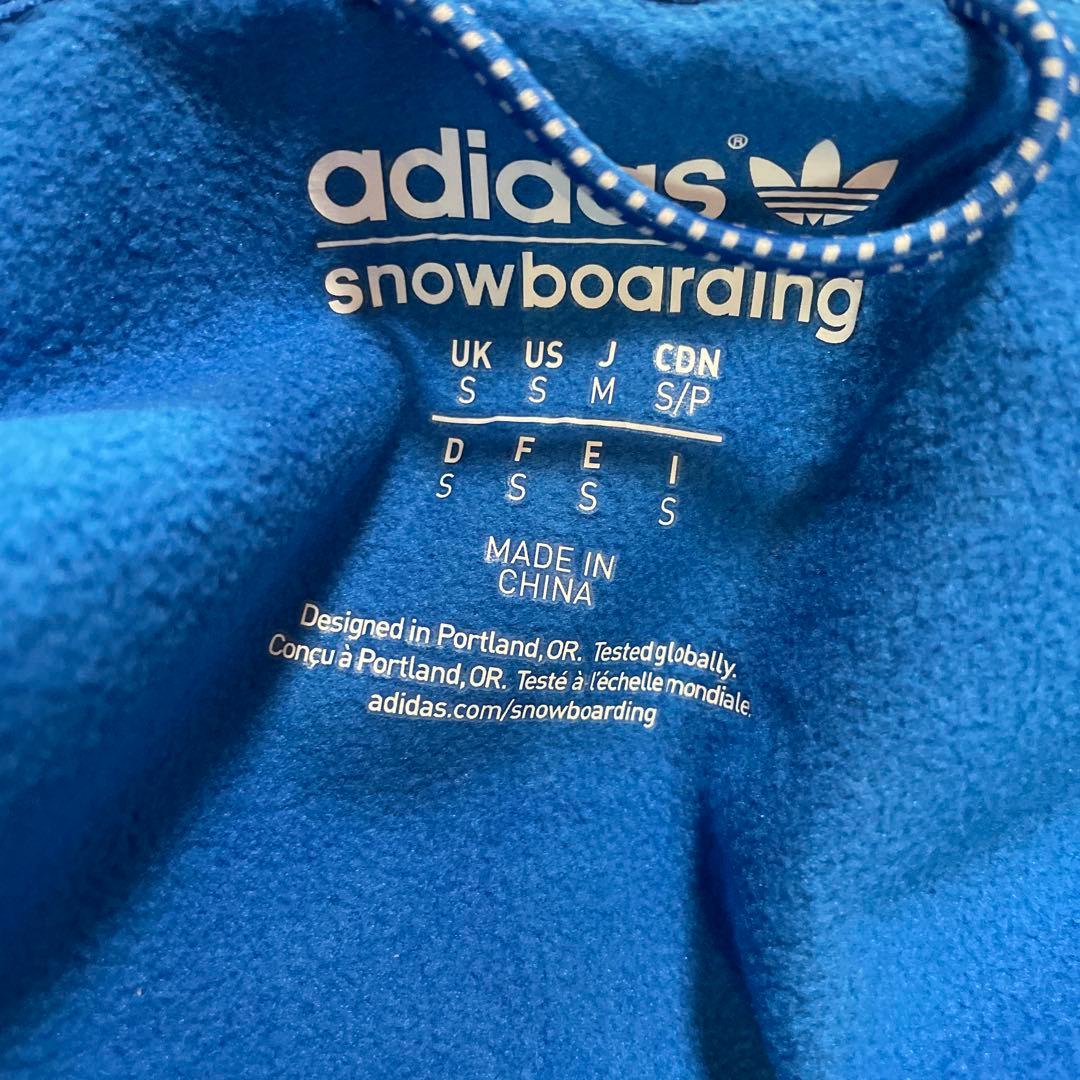 adidas®
snowboarding
UK US J CDN
S S M S/P
D F E I
S S S S
MADE IN
CHINA
Designed in Portland, OR. Tested globally.
Conçu à Portland, OR. Testé à l'échelle mondiale.
adidas.com/snowboarding